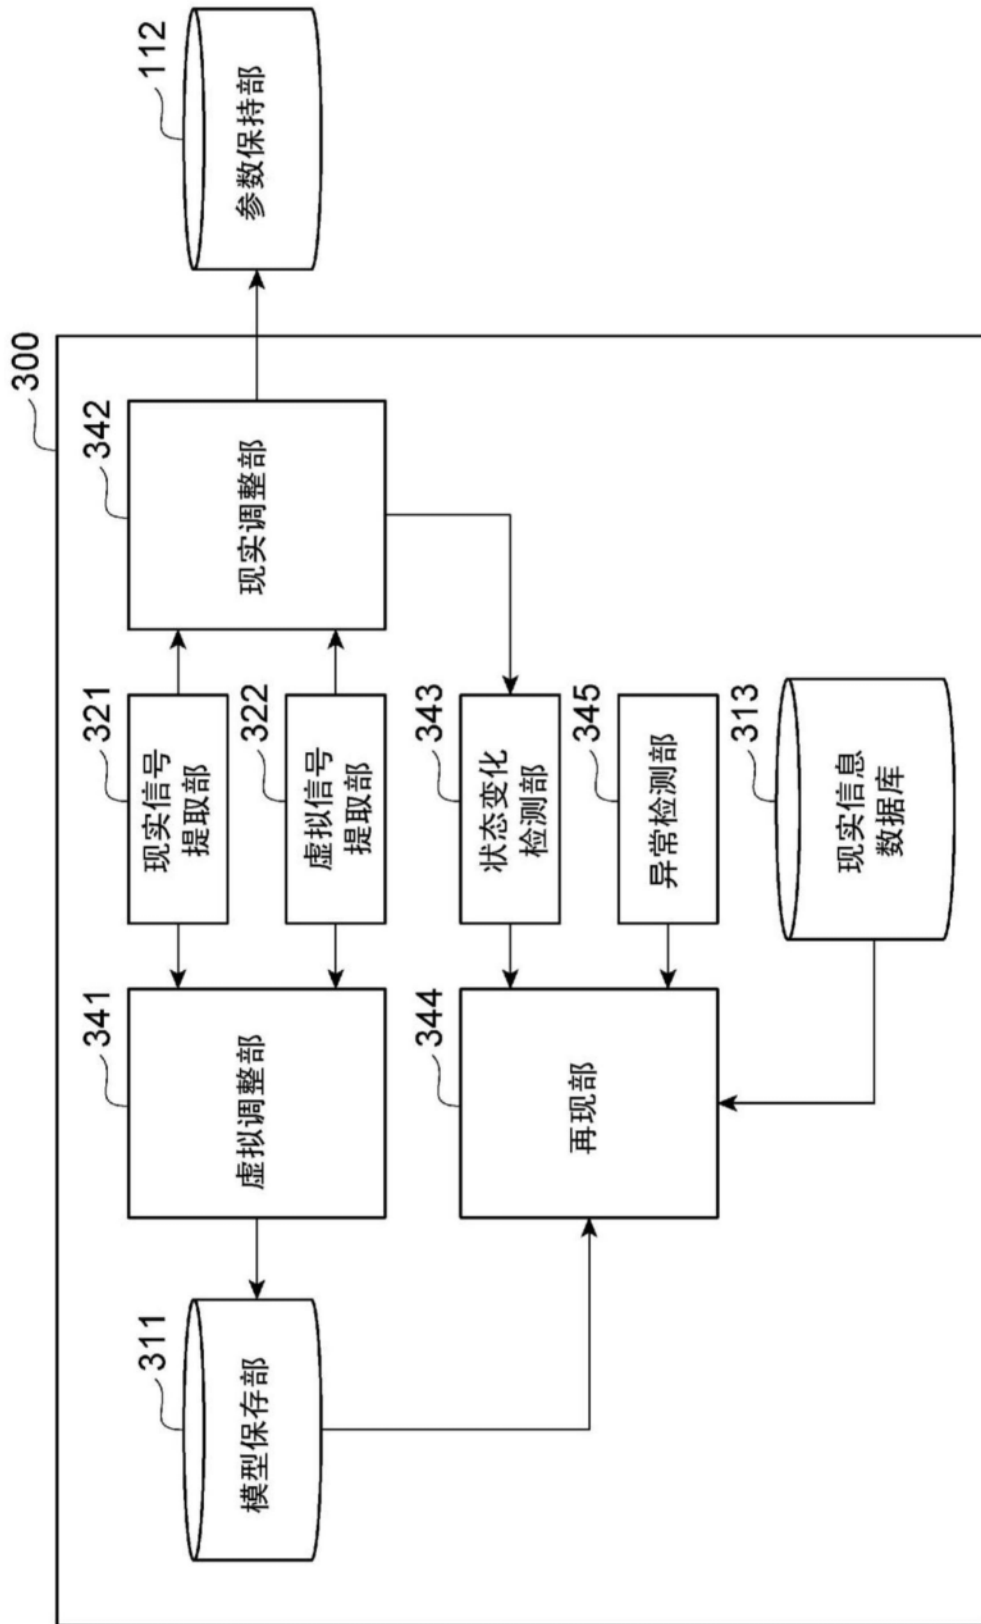 300
311
模型保存部
341
虚拟调整部
321
现实信号
提取部
322
虚拟信号
提取部
342
现实调整部
112
参数保持部
344
再现部
343
状态变化
检测部
345
异常检测部
313
现实信息
数据库